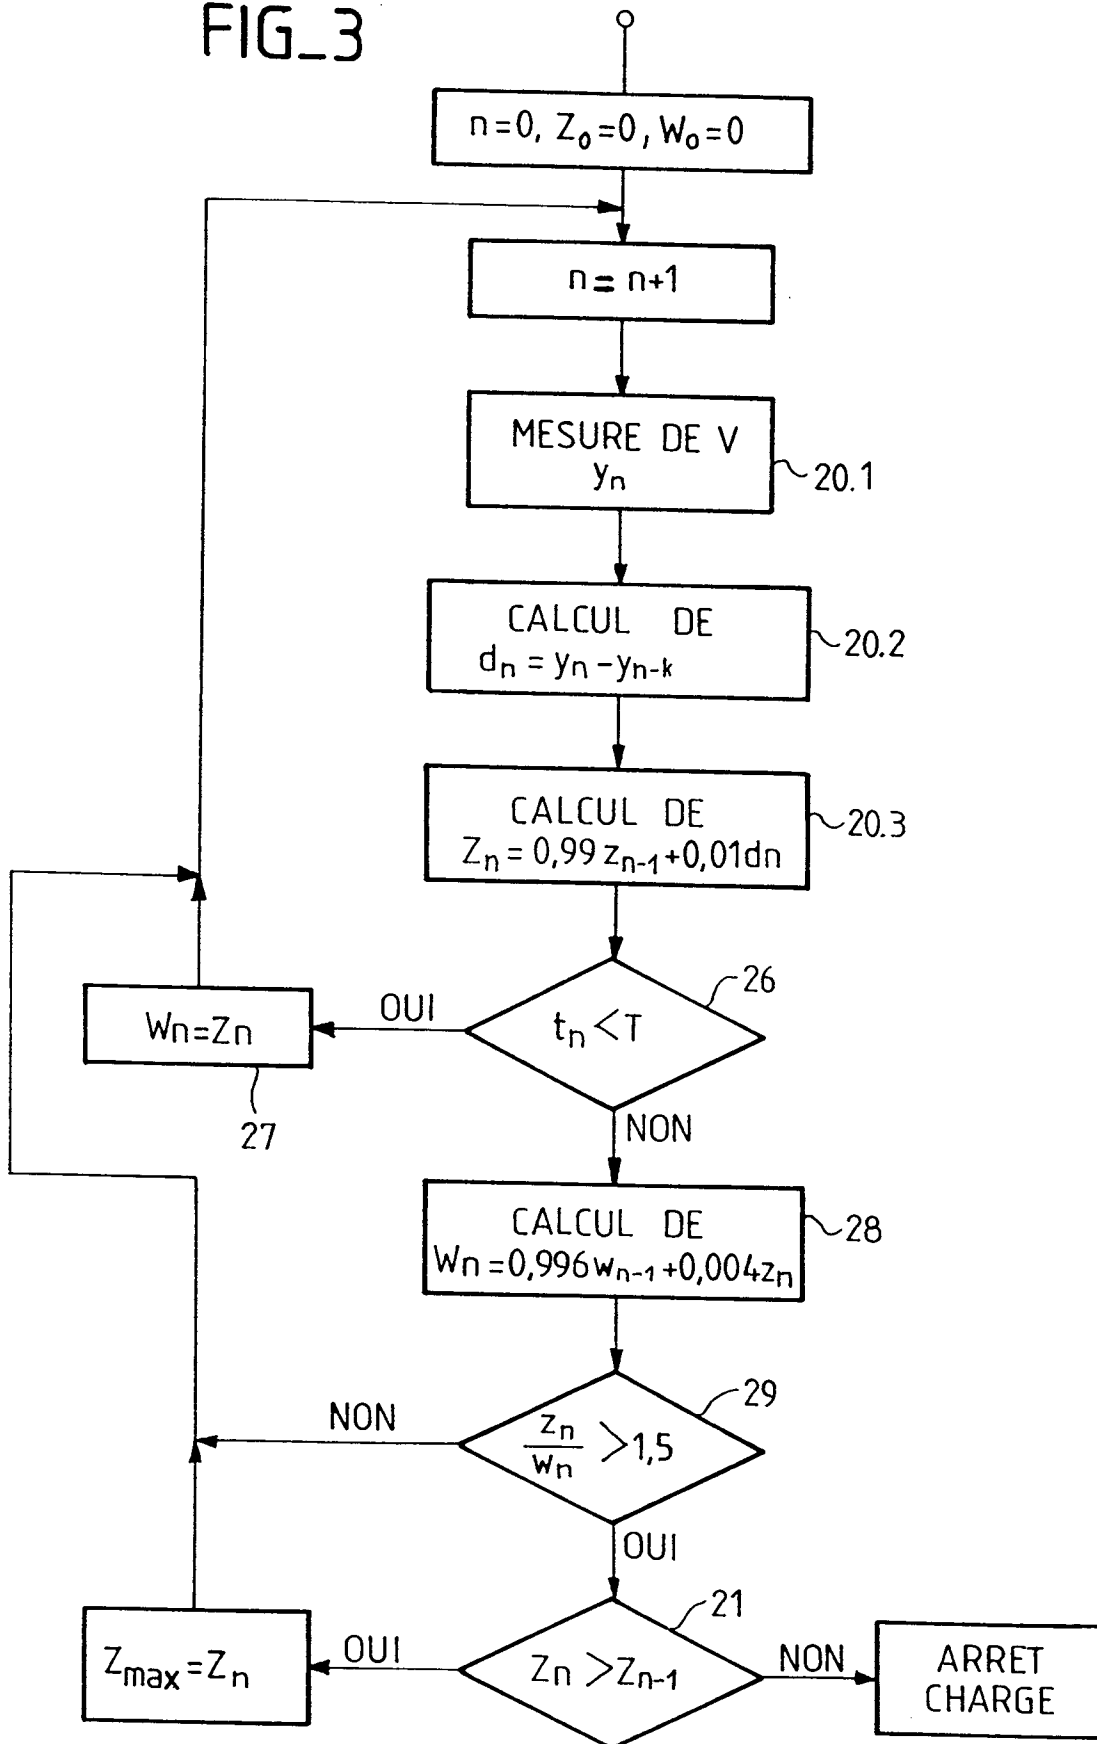 FIG_3
n=0, Z₀=0, W₀=0
n = n+1
MESURE DE V
yₙ
20.1
CALCUL DE
dₙ = yₙ - yₙ₋ₖ
20.2
CALCUL DE
Zₙ = 0,99 zₙ₋₁ + 0,01dn
20.3
26
tₙ < T
OUI
Wn = Zn
27
NON
CALCUL DE
Wn = 0,996 wₙ₋₁ + 0,004zₙ
28
29
zₙ
wₙ
> 1,5
NON
OUI
21
Zₙ > Zₙ₋₁
OUI
Zmax = Zₙ
NON
ARRET
CHARGE